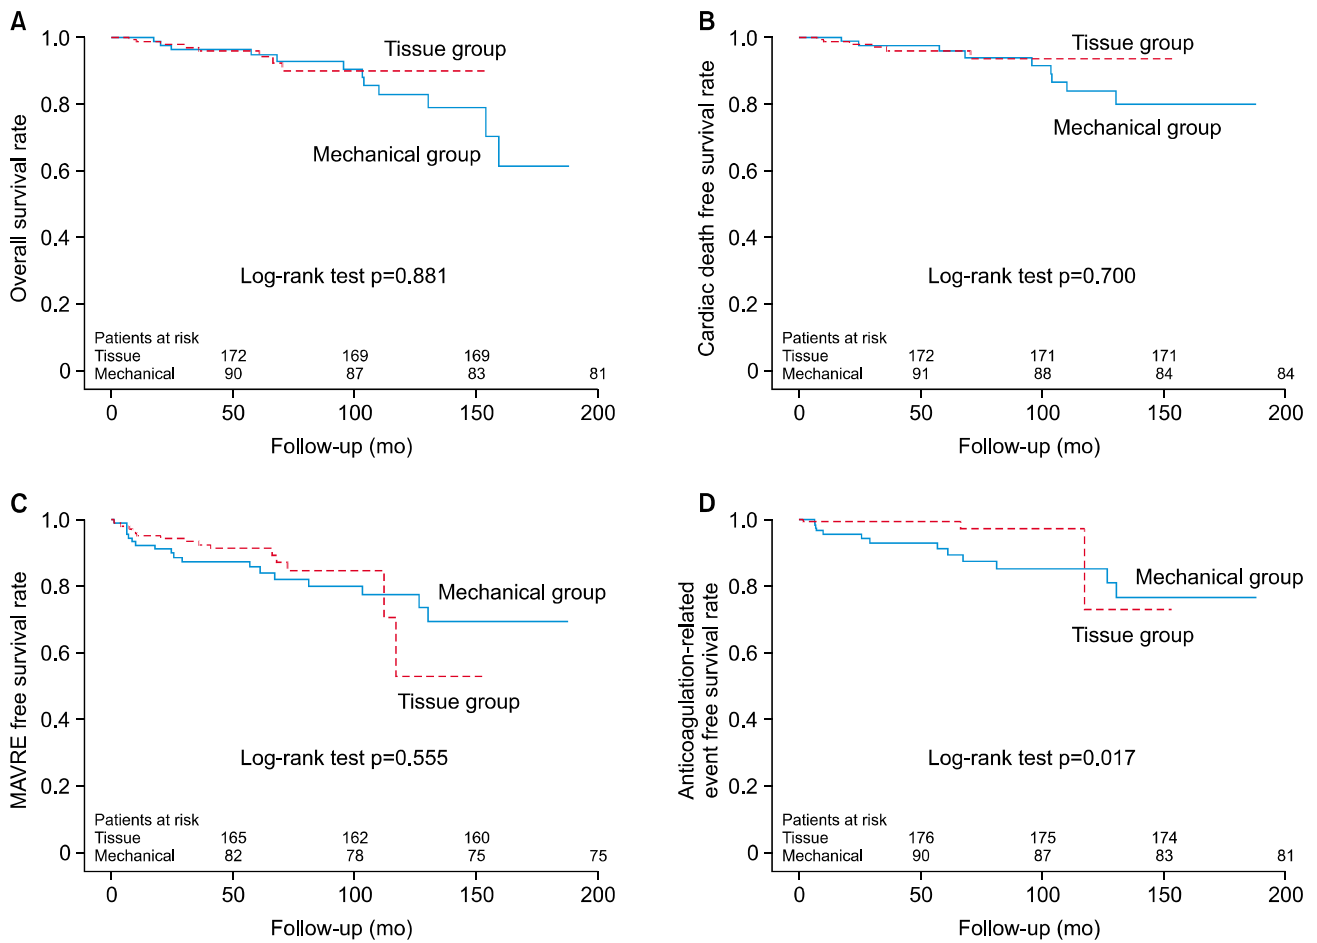 A
Overall survival rate
1.0
0.8
0.6
0.4
0.2
0
Tissue group
Mechanical group
Log-rank test p=0.881
Patients at risk
Tissue 172 169 169
Mechanical 90 87 83 81
0 50 100 150 200
Follow-up (mo)
B
Cardiac death free survival rate
1.0
0.8
0.6
0.4
0.2
0
Tissue group
Mechanical group
Log-rank test p=0.700
Patients at risk
Tissue 172 171 171
Mechanical 91 88 84 84
0 50 100 150 200
Follow-up (mo)
C
MAVRE free survival rate
1.0
0.8
0.6
0.4
0.2
0
Mechanical group
Tissue group
Log-rank test p=0.555
Patients at risk
Tissue 165 162 160
Mechanical 82 78 75 75
0 50 100 150 200
Follow-up (mo)
D
Anticoagulation-related
event free survival rate
1.0
0.8
0.6
0.4
0.2
0
Mechanical group
Tissue group
Log-rank test p=0.017
Patients at risk
Tissue 176 175 174
Mechanical 90 87 83 81
0 50 100 150 200
Follow-up (mo)